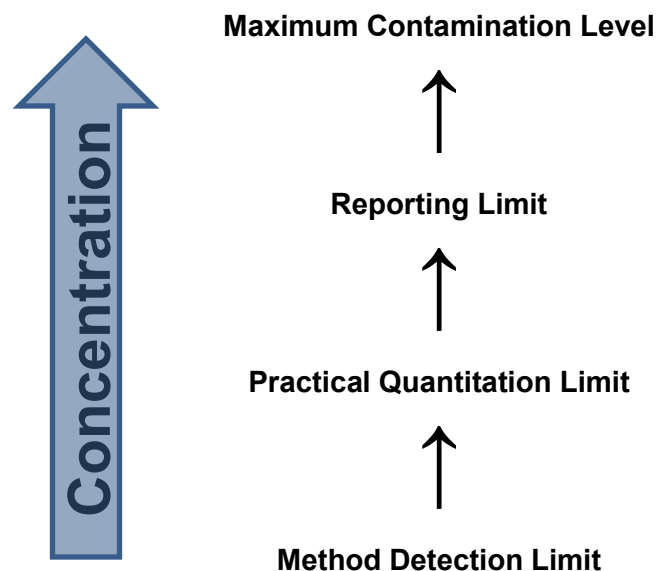 Maximum Contamination Level
Reporting Limit
Practical Quantitation Limit
Method Detection Limit
Concentration